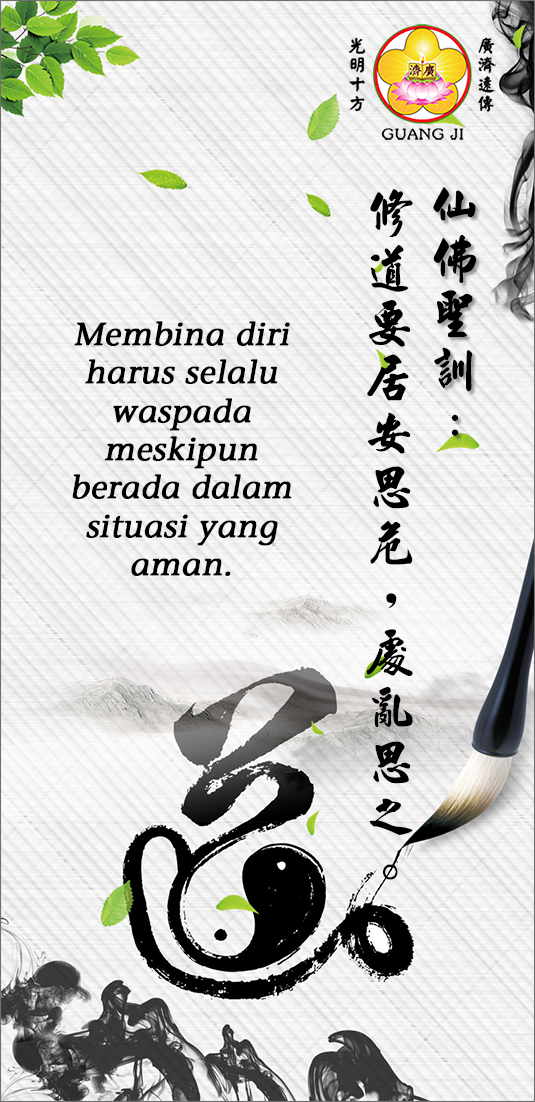 廣濟遠傳
光明十方
廣濟
GUANG JI
仙佛聖訓：
修道要居安思危，處亂思之。
Membina diri
harus selalu
waspada
meskipun
berada dalam
situasi yang
aman.
道